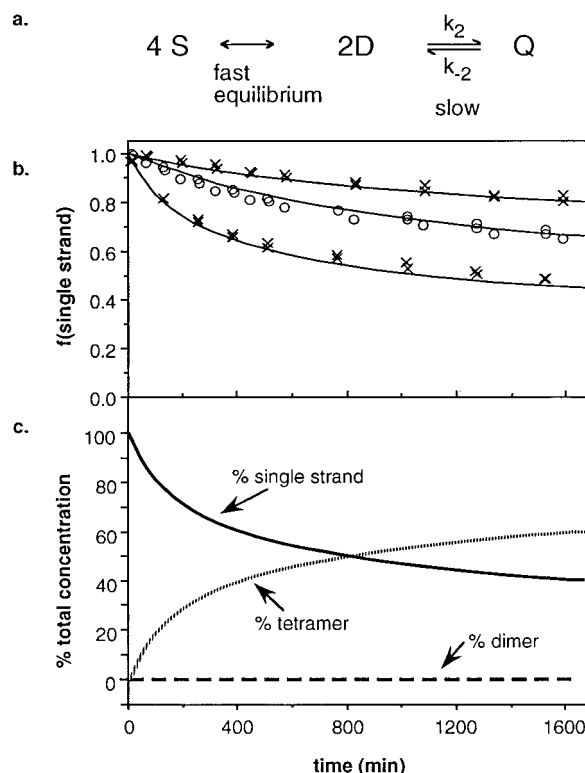 a.
4 S ⟷ 2D ⇌ Q
k2
k-2
fast
equilibrium
slow
b.
f(single strand)
1.0
0.8
0.6
0.4
0.2
0.0
c.
% total concentration
100
80
60
40
20
0
% single strand
% tetramer
% dimer
0 400 800 1200 1600
time (min)